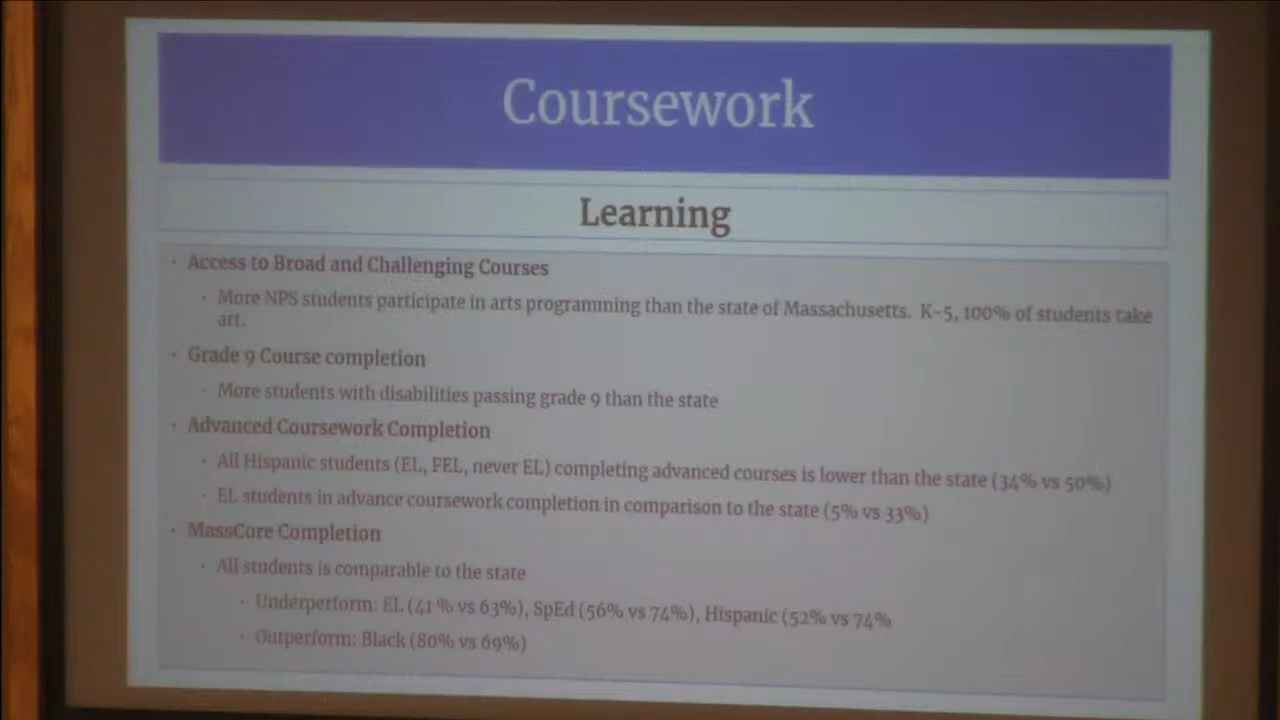 Coursework
Learning
· Access to Broad and Challenging Courses
· More NPS students participate in arts programming than the state of Massachusetts. K-5, 100% of students take
art.
· Grade 9 Course completion
· More students with disabilities passing grade 9 than the state
· Advanced Coursework Completion
· All Hispanic students (EL, FEL, never EL) completing advanced courses is lower than the state (34% vs 50%)
· EL students in advance coursework completion in comparison to the state (5% vs 33%)
· MassCore Completion
· All students is comparable to the state
· Underperform: EL (41 % vs 63%), SpEd (56% vs 74%), Hispanic (52% vs 74%
· Outperform: Black (80% vs 69%)